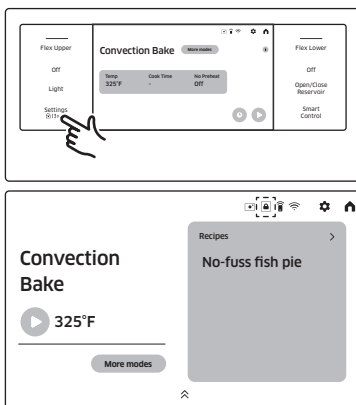 Flex Upper
Off
Light
Settings
Convection Bake
More modes
Temp
325°F
Cook Time
-
No Preheat
Off
Flex Lower
Off
Open/Close
Reservoir
Smart
Control
Convection
Bake
325°F
More modes
Recipes
No-fuss fish pie